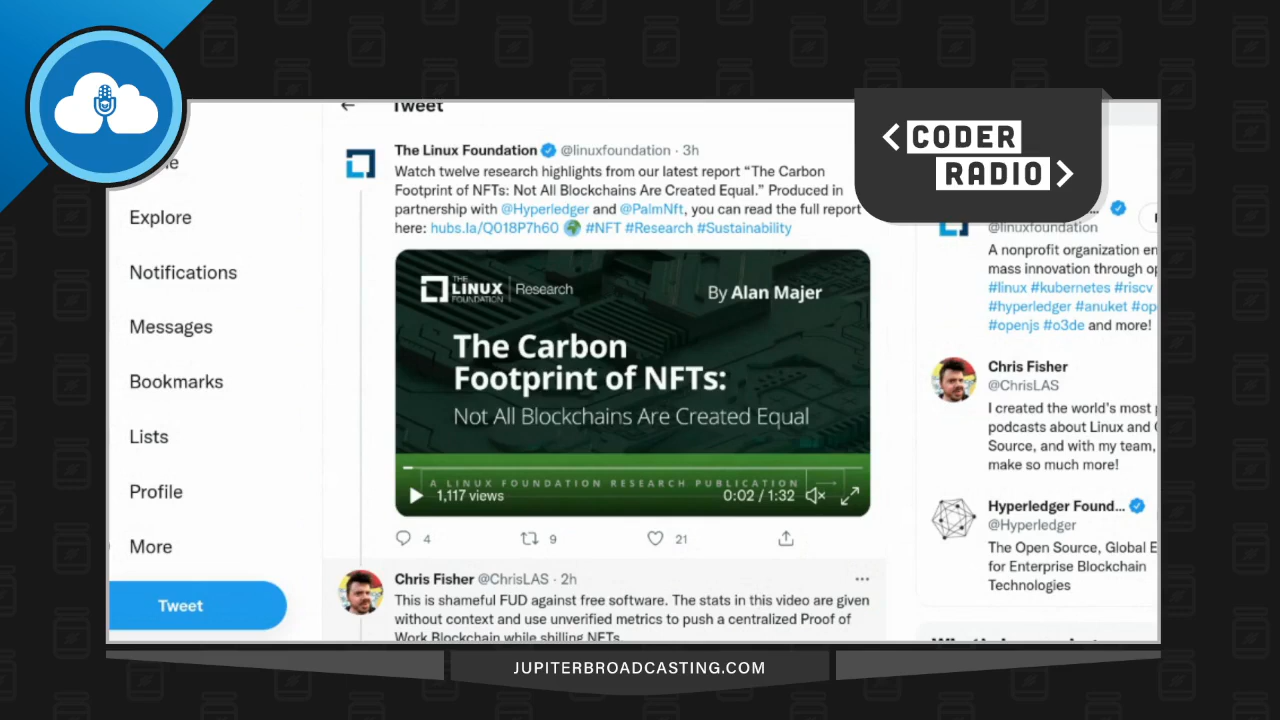 CODER
RADIO
Tweet
Explore
Notifications
Messages
Bookmarks
Lists
Profile
More
Tweet
The Linux Foundation @linuxfoundation · 3h
Watch twelve research highlights from our latest report “The Carbon
Footprint of NFTs: Not All Blockchains Are Created Equal.” Produced in
partnership with @Hyperledger and @PalmNft, you can read the full report
here: hubs.la/Q018P7h60 #NFT #Research #Sustainability
THE
LINUX
FOUNDATION
Research
By Alan Majer
The Carbon
Footprint of NFTs:
Not All Blockchains Are Created Equal
A LINUX FOUNDATION RESEARCH PUBLICATION
1,117 views
0:02 / 1:32
4
9
21
Chris Fisher @ChrisLAS · 2h
This is shameful FUD against free software. The stats in this video are given
without context and use unverified metrics to push a centralized Proof of
Work Blockchain while shilling NFTs.
@linuxfoundation
A nonprofit organization en
mass innovation through op
#linux #kubernetes #riscv
#hyperledger #anuket #op
#openjs #o3de and more!
Chris Fisher
@ChrisLAS
I created the world's most
podcasts about Linux and
Source, and with my team,
make so much more!
Hyperledger Found...
@Hyperledger
The Open Source, Global E
for Enterprise Blockchain
Technologies
JUPITERBROADCASTING.COM